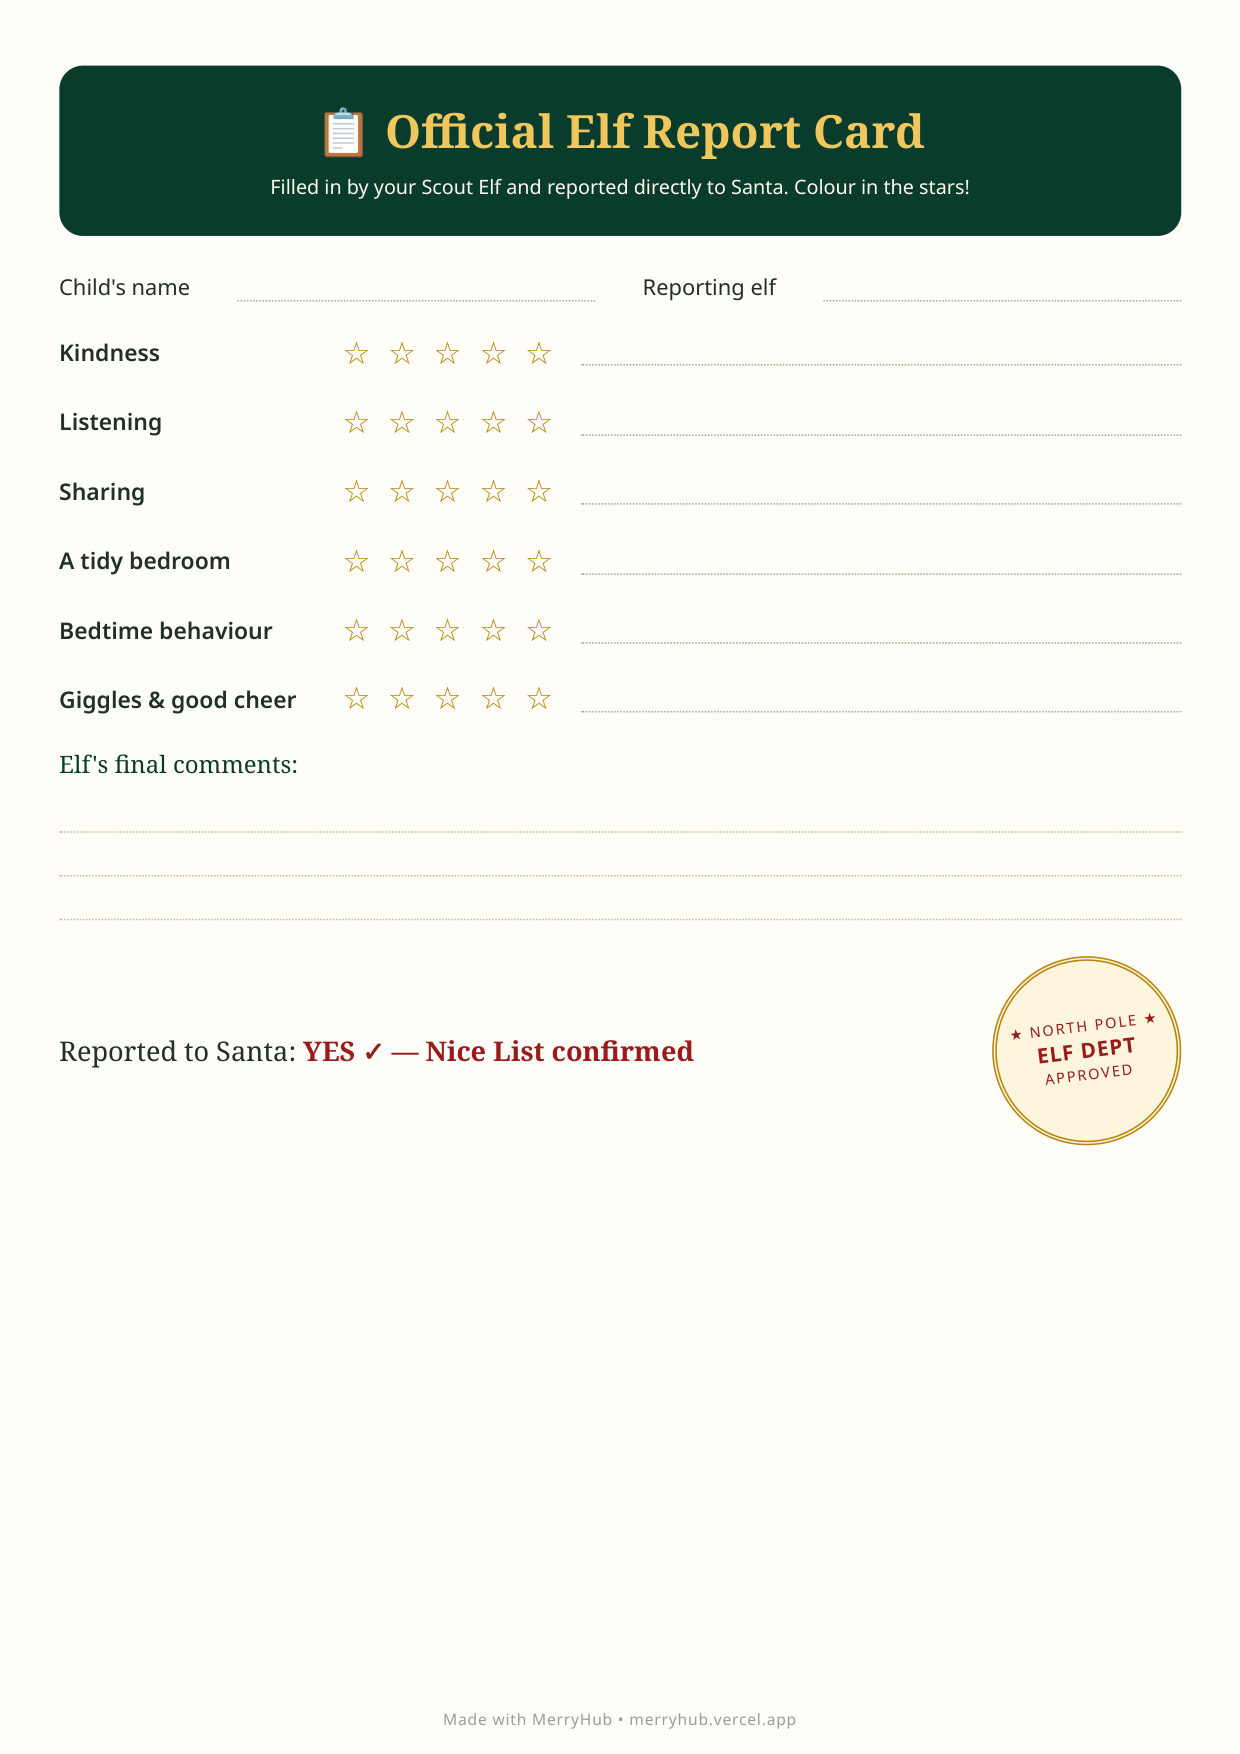 📋 Official Elf Report Card
Filled in by your Scout Elf and reported directly to Santa. Colour in the stars!
Child's name Reporting elf
Kindness ☆ ☆ ☆ ☆ ☆
Listening ☆ ☆ ☆ ☆ ☆
Sharing ☆ ☆ ☆ ☆ ☆
A tidy bedroom ☆ ☆ ☆ ☆ ☆
Bedtime behaviour ☆ ☆ ☆ ☆ ☆
Giggles & good cheer ☆ ☆ ☆ ☆ ☆
Elf's final comments:
Reported to Santa: YES ✓ — Nice List confirmed
★ NORTH POLE ★
ELF DEPT
APPROVED
Made with MerryHub • merryhub.vercel.app